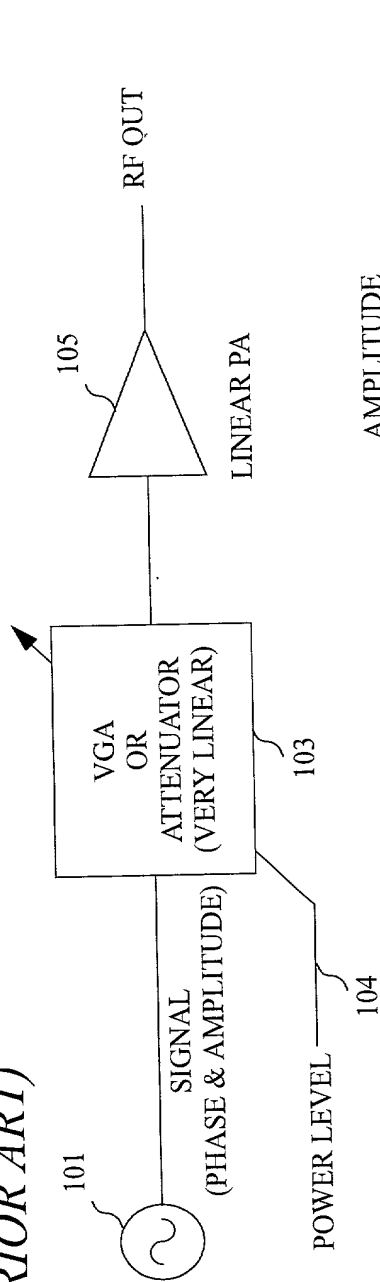 RIOR ART)
101
SIGNAL
(PHASE & AMPLITUDE)
POWER LEVEL
104
VGA
OR
ATTENUATOR
(VERY LINEAR)
103
105
LINEAR PA
RF OUT
AMPLITUDE